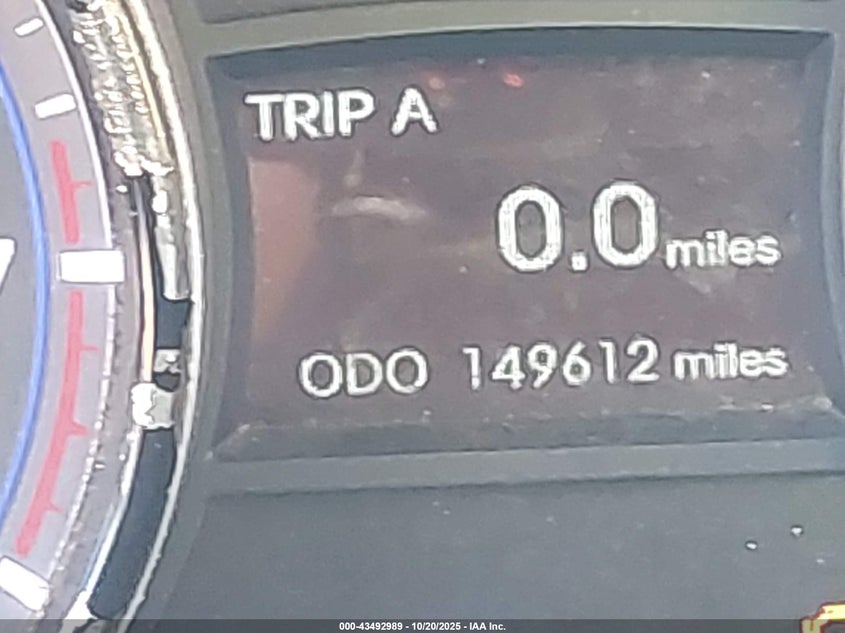 TRIP A
0.0 miles
ODO 149612 miles
000-43492989 - 10/20/2025 - IAA Inc.